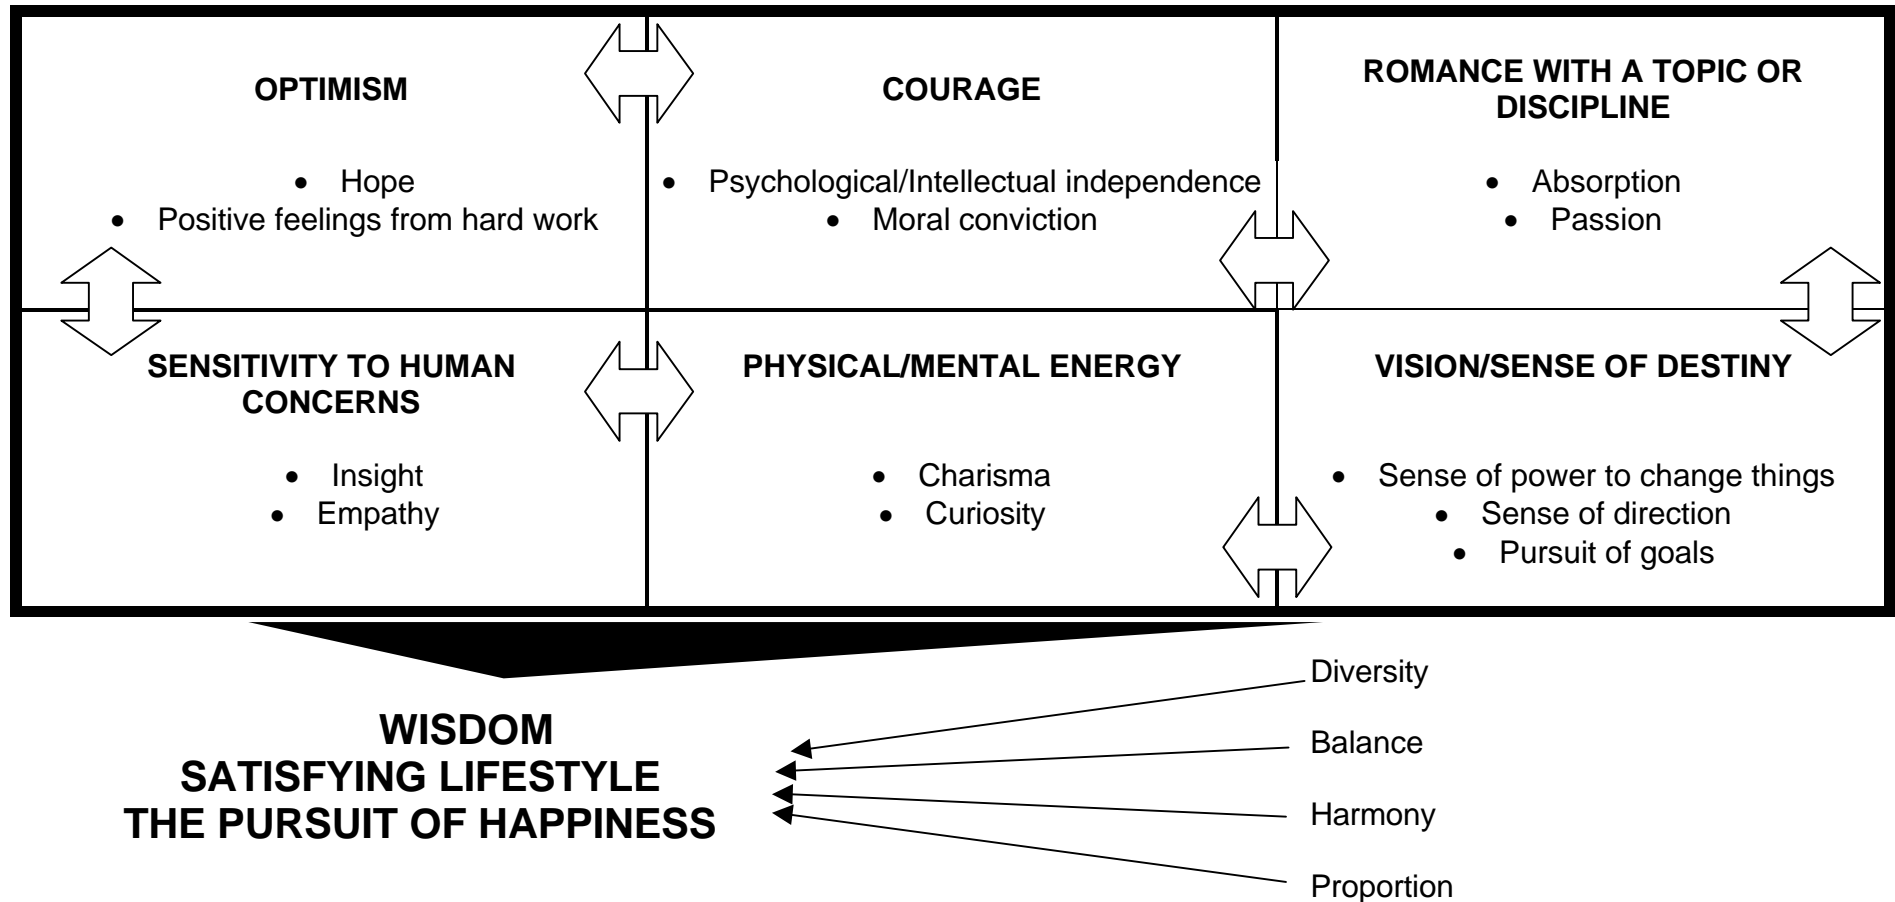 OPTIMISM
• Hope
• Positive feelings from hard work
COURAGE
• Psychological/Intellectual independence
• Moral conviction
ROMANCE WITH A TOPIC OR
DISCIPLINE
• Absorption
• Passion
SENSITIVITY TO HUMAN
CONCERNS
• Insight
• Empathy
PHYSICAL/MENTAL ENERGY
• Charisma
• Curiosity
VISION/SENSE OF DESTINY
• Sense of power to change things
• Sense of direction
• Pursuit of goals
WISDOM
SATISFYING LIFESTYLE
THE PURSUIT OF HAPPINESS
Diversity
Balance
Harmony
Proportion